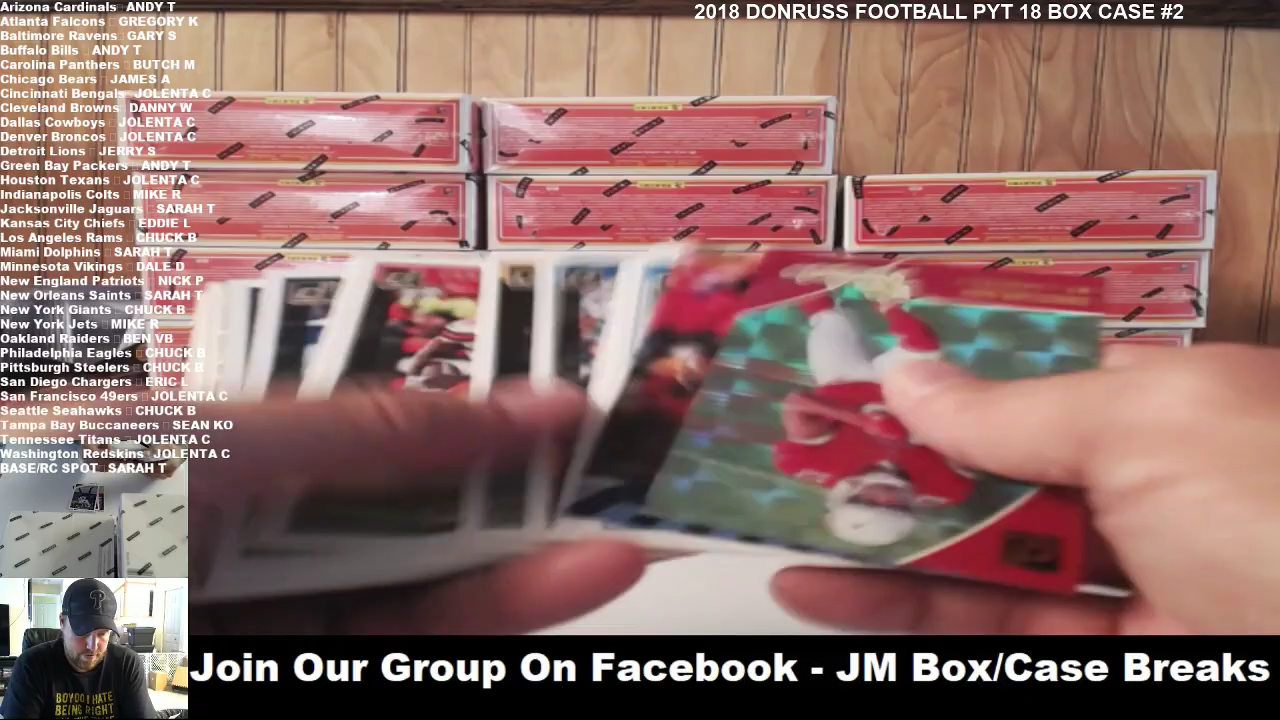 Arizona Cardinals ANDY T
Atlanta Falcons GREGORY K
Baltimore Ravens GARY S
Buffalo Bills ANDY T
Carolina Panthers BUTCH M
Chicago Bears JAMES A
Cincinnati Bengals JOLENTA C
Cleveland Browns DANNY W
Dallas Cowboys JOLENTA C
Denver Broncos JOLENTA C
Detroit Lions JERRY S
Green Bay Packers ANDY T
Houston Texans JOLENTA C
Indianapolis Colts MIKE R
Jacksonville Jaguars SARAH T
Kansas City Chiefs EDDIE L
Los Angeles Rams CHUCK B
Miami Dolphins SARAH T
Minnesota Vikings DALE D
New England Patriots NICK P
New Orleans Saints SARAH T
New York Giants CHUCK B
New York Jets MIKE R
Oakland Raiders BEN VB
Philadelphia Eagles CHUCK B
Pittsburgh Steelers CHUCK B
San Diego Chargers ERIC L
San Francisco 49ers JOLENTA C
Seattle Seahawks CHUCK B
Tampa Bay Buccaneers SEAN KO
Tennessee Titans JOLENTA C
Washington Redskins JOLENTA C
BASE/RC SPOT SARAH T
2018 DONRUSS FOOTBALL PYT 18 BOX CASE #2
BOY DO I HATE
BEING RIGHT
Join Our Group On Facebook - JM Box/Case Breaks